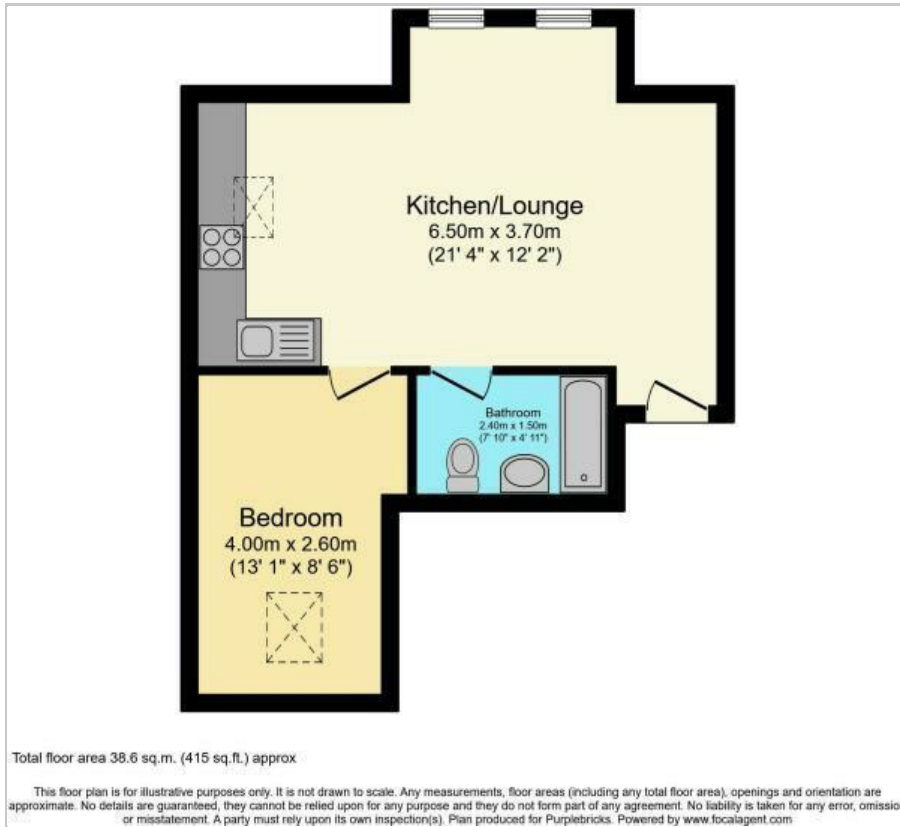 Kitchen/Lounge
6.50m x 3.70m
(21' 4" x 12' 2")
Bathroom
2.40m x 1.50m
(7' 10" x 4' 11")
Bedroom
4.00m x 2.60m
(13' 1" x 8' 6")
Total floor area 38.6 sq.m. (415 sq.ft.) approx
This floor plan is for illustrative purposes only. It is not drawn to scale. Any measurements, floor areas (including any total floor area), openings and orientation are
approximate. No details are guaranteed, they cannot be relied upon for any purpose and they do not form part of any agreement. No liability is taken for any error, omissio
or misstatement. A party must rely upon its own inspection(s). Plan produced for Purplebricks. Powered by www.focalagent.com